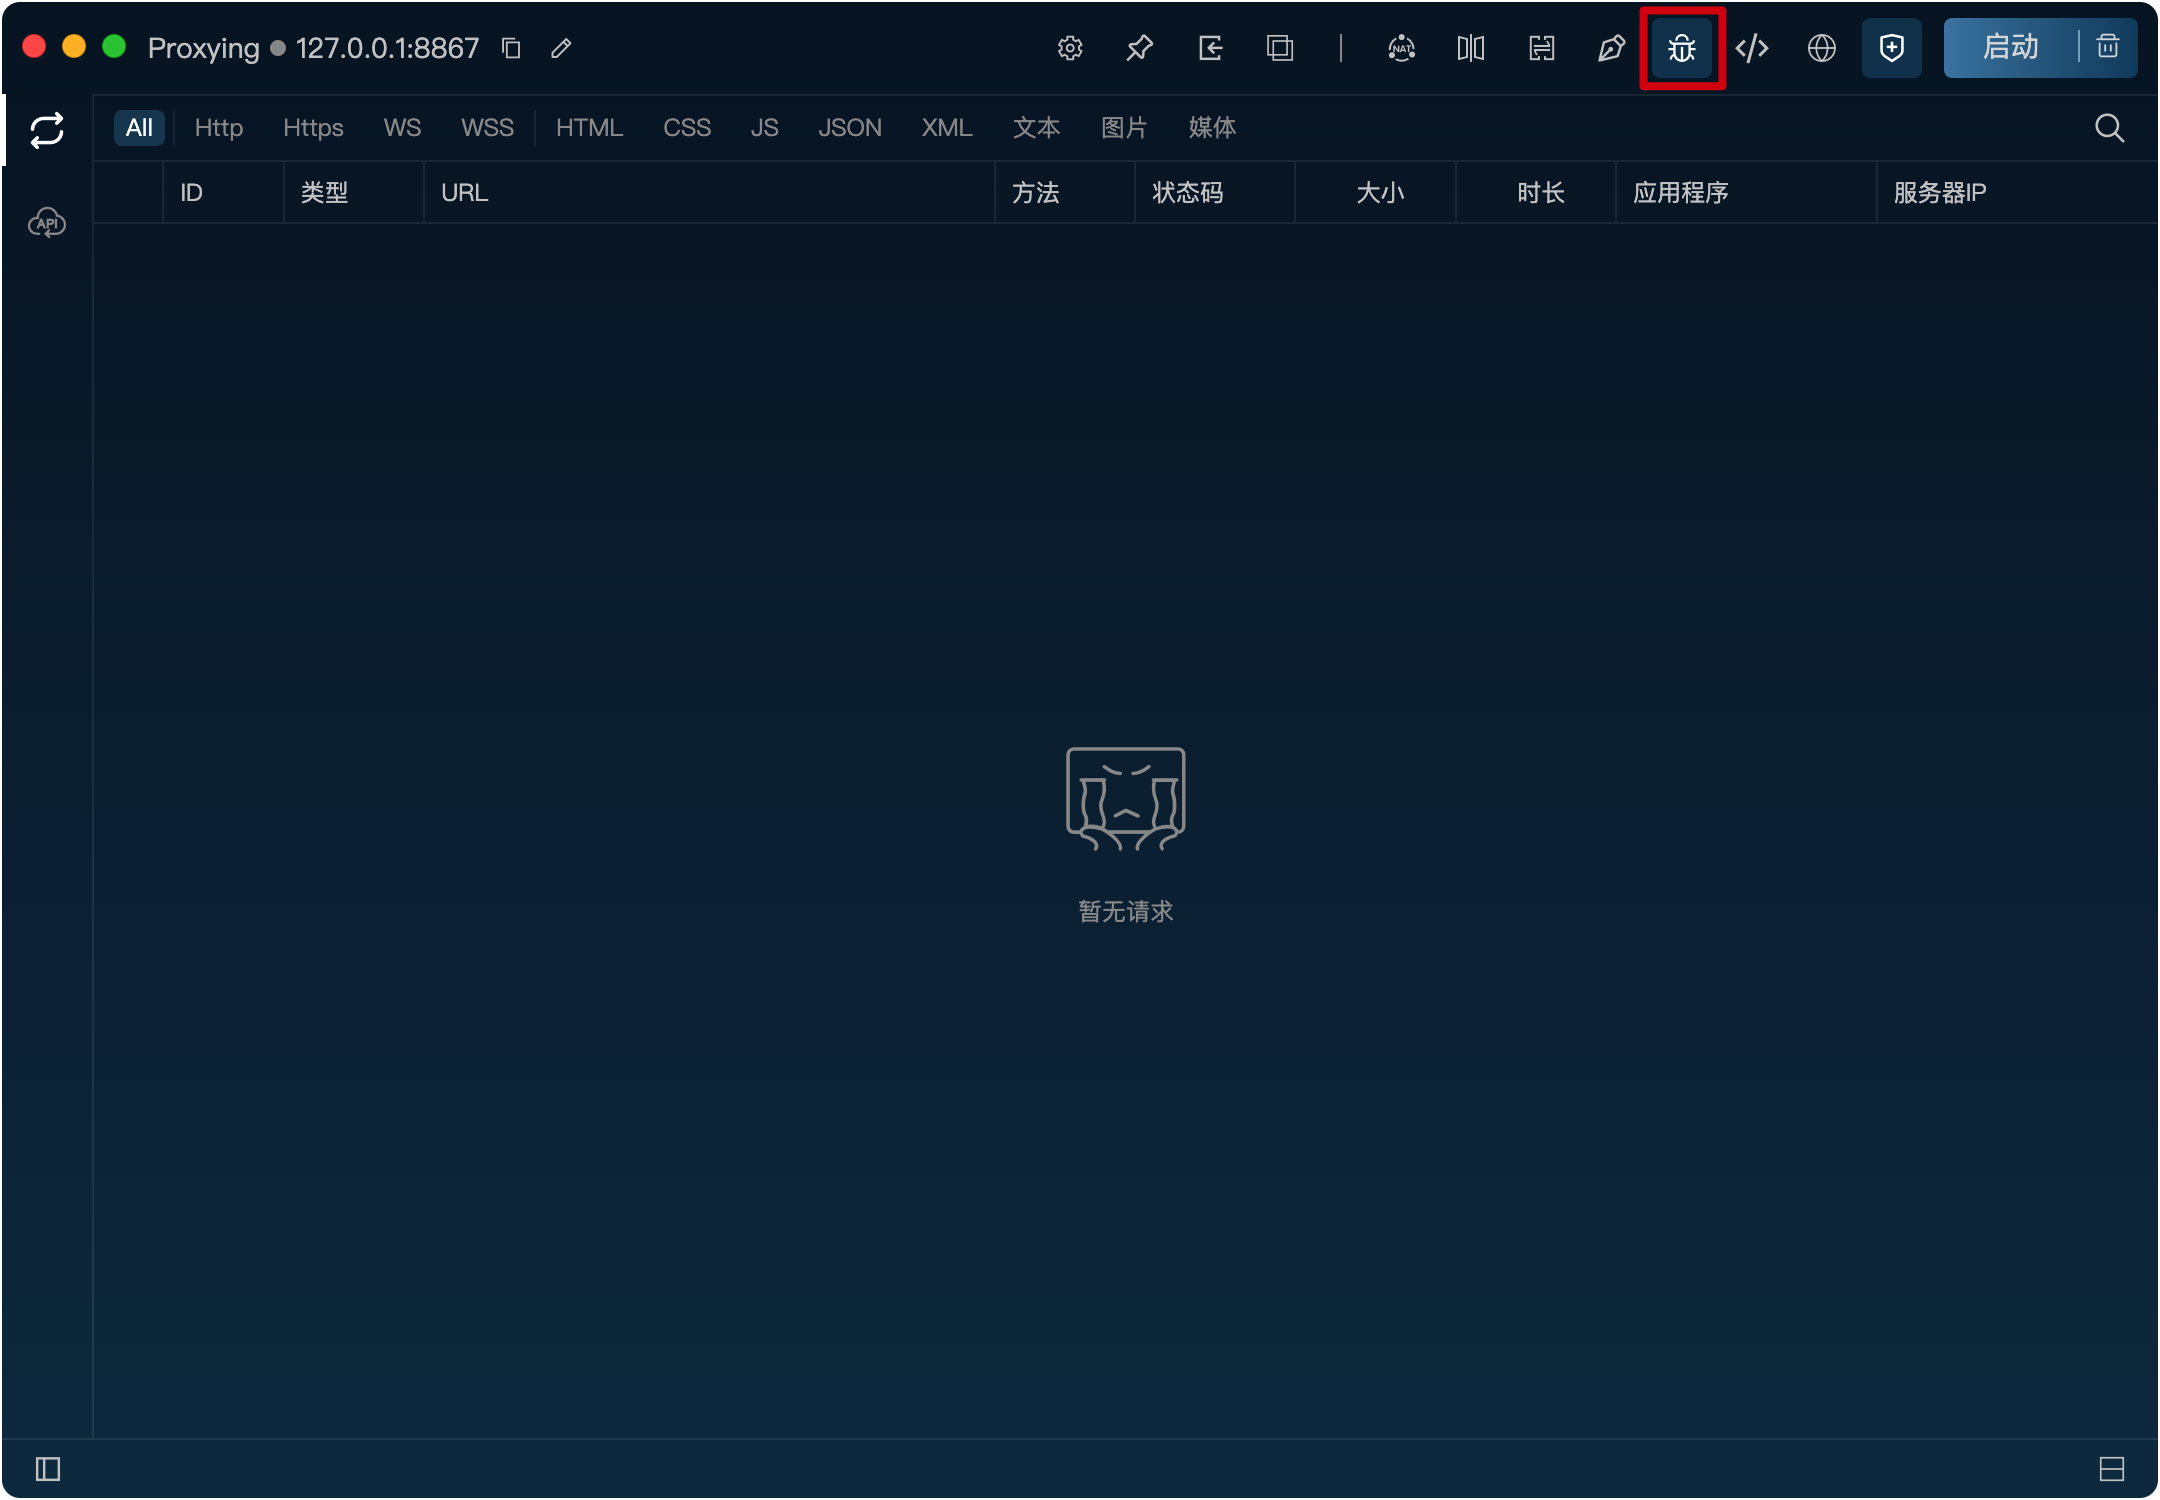 Proxying 127.0.0.1:8867
NAT
启动
All Http Https WS WSS HTML CSS JS JSON XML 文本 图片 媒体
ID 类型 URL 方法 状态码 大小 时长 应用程序 服务器IP
API
暂无请求